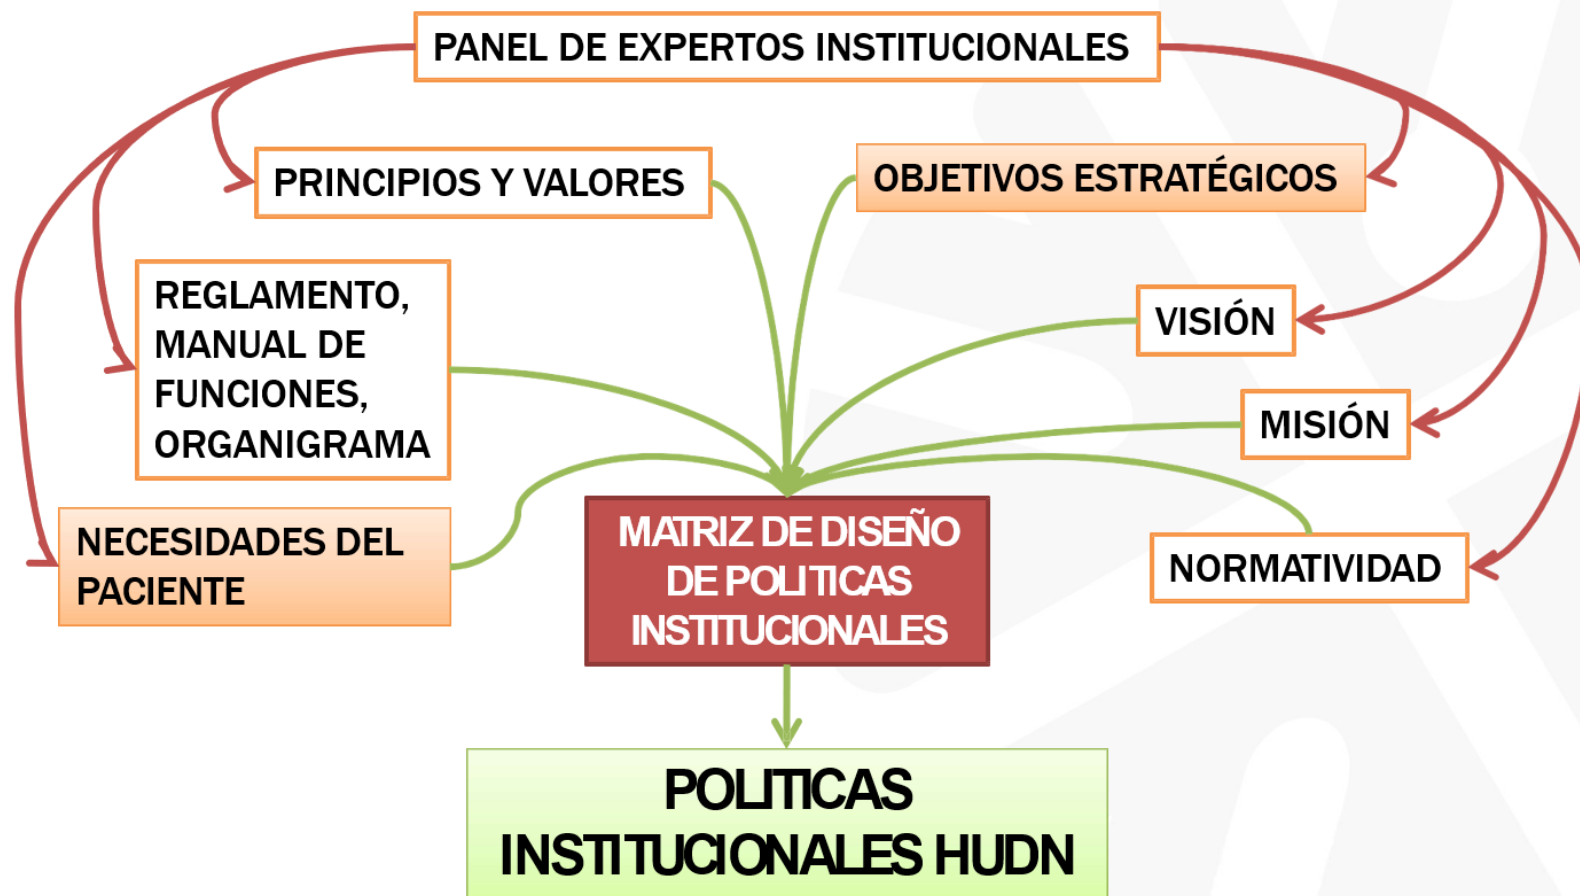 PANEL DE EXPERTOS INSTITUCIONALES
PRINCIPIOS Y VALORES
OBJETIVOS ESTRATÉGICOS
REGLAMENTO,
MANUAL DE
FUNCIONES,
ORGANIGRAMA
VISIÓN
MISIÓN
NECESIDADES DEL
PACIENTE
MATRIZ DE DISEÑO
DE POLITICAS
INSTITUCIONALES
NORMATIVIDAD
POLITICAS
INSTITUCIONALES HUDN